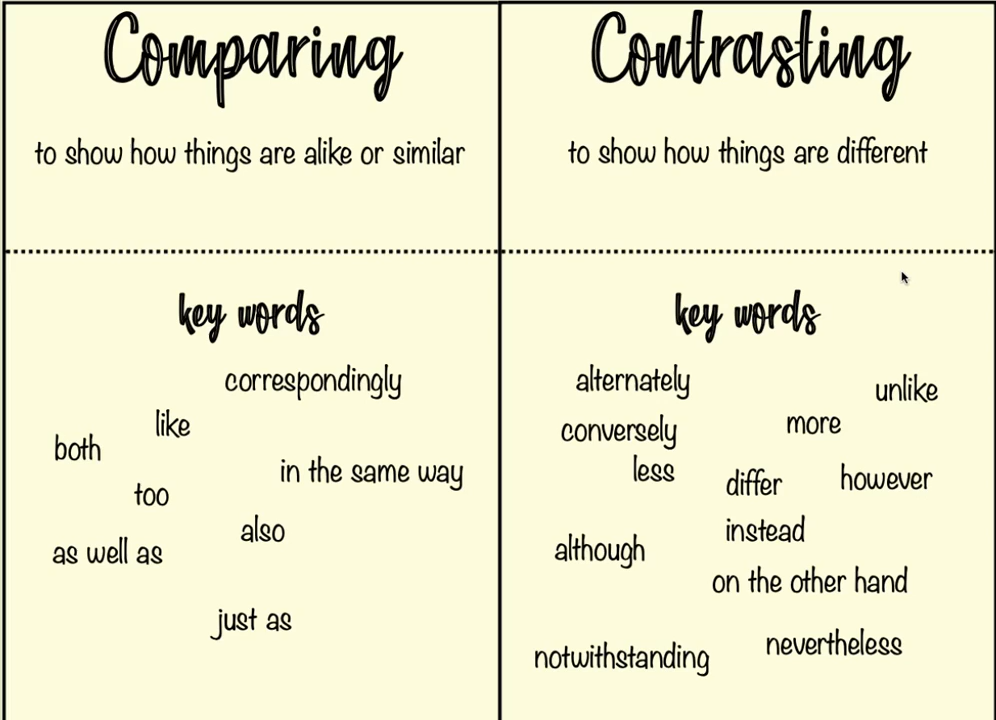 Comparing
to show how things are alike or similar
key words
correspondingly
like
both
in the same way
too
also
as well as
just as
Contrasting
to show how things are different
key words
alternately
unlike
more
conversely
less
differ
however
instead
although
on the other hand
nevertheless
notwithstanding